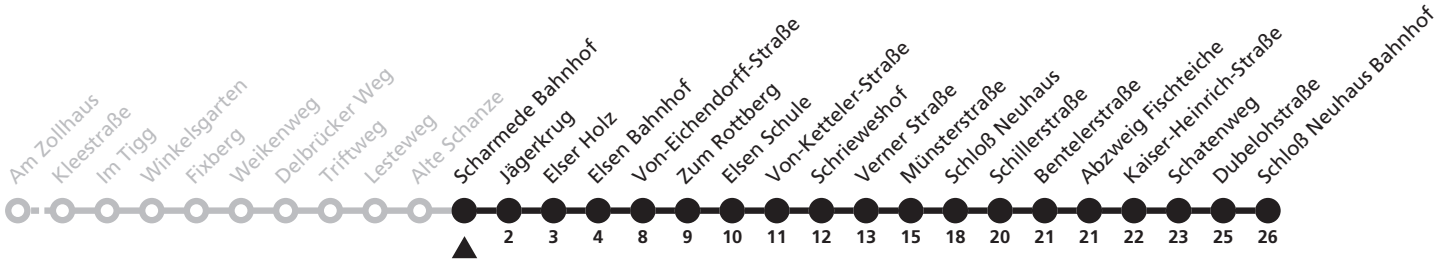 Am Zollhaus
Kleestraße
Im Tigg
Winkelsgarten
Fixberg
Weikenweg
Delbrücker Weg
Triftweg
Lesteweg
Alte Schanze
Scharmede Bahnhof
Jägerkrug
Elser Holz
Elsen Bahnhof
Von-Eichendorff-Straße
Zum Rottberg
Elsen Schule
Von-Ketteler-Straße
Schrieweshof
Verner Straße
Münsterstraße
Schloß Neuhaus
Schillerstraße
Bentelerstraße
Abzweig Fischteiche
Kaiser-Heinrich-Straße
Schatenweg
Dubelohstraße
Schloß Neuhaus Bahnhof
2 3 4 8 9 10 11 12 13 15 18 20 21 21 22 23 25 26